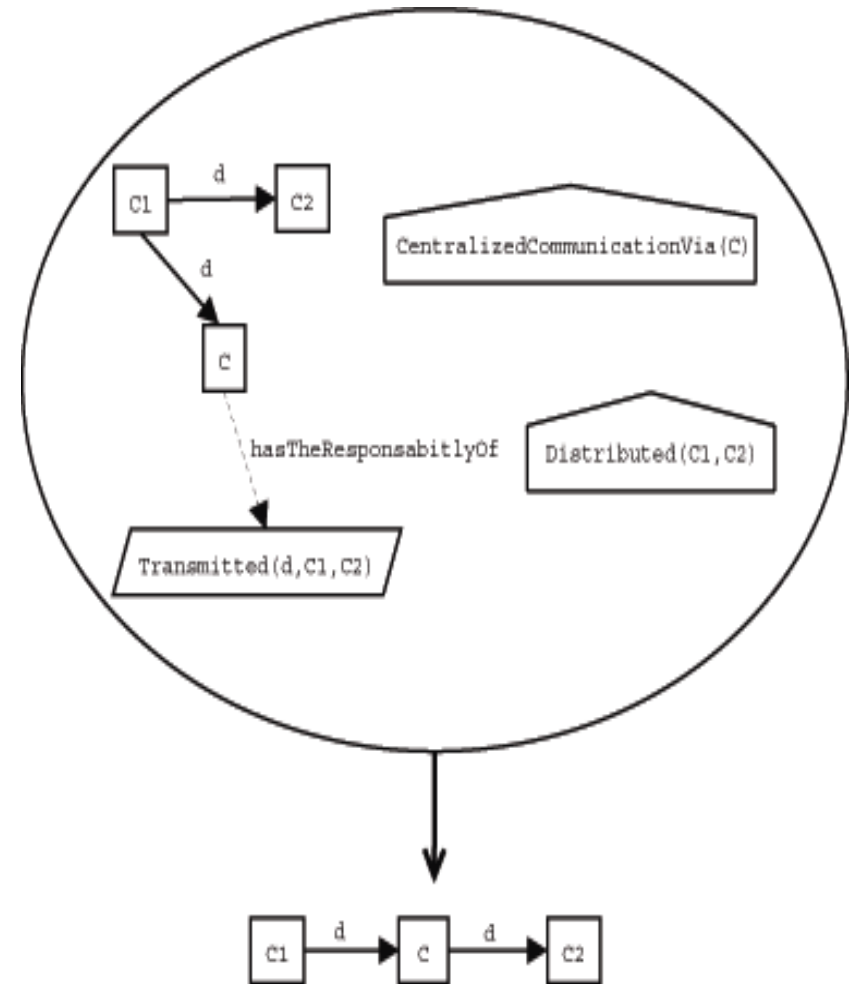 d
C1
C2
CentralizedCommunicationVia(C)
d
C
hasTheResponsabitlyOf
Distributed(C1,C2)
Transmitted(d,C1,C2)
d
d
C1
C
C2